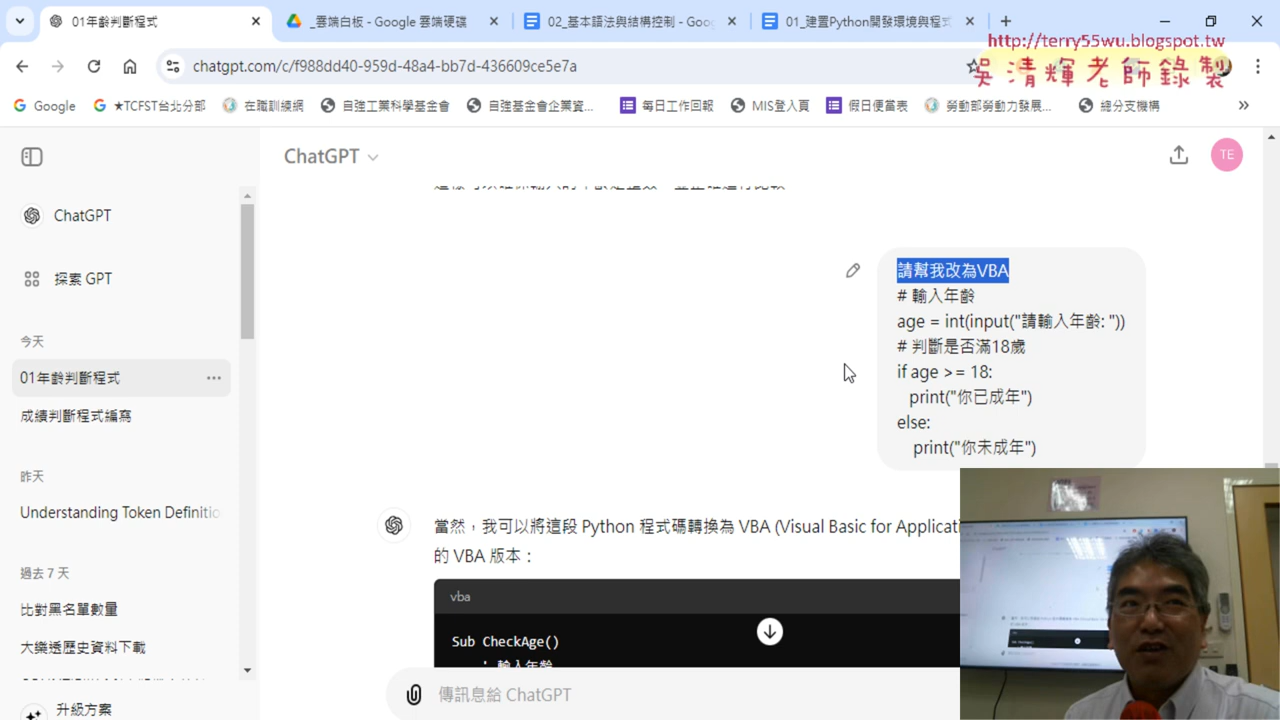 01年齡判斷程式
_雲端白板 - Google 雲端硬碟
02_基本語法與結構控制 - Goog
01_建置Python開發環境與程式
http://terry55wu.blogspot.tw
吳清輝老師錄製
chatgpt.com/c/f988dd40-959d-48a4-bb7d-436609ce5e7a
Google
★TCFST台北分部
在職訓練網
自強工業科學基金會
自強基金會企業資...
每日工作回報
MIS登入頁
假日便當表
勞動部勞動力發展...
總分支機構
ChatGPT
TE
ChatGPT
探索 GPT
今天
01年齡判斷程式
成績判斷程式編寫
昨天
Understanding Token Definitio
過去 7 天
比對黑名單數量
大樂透歷史資料下載
升級方案
請幫我改為VBA
# 輸入年齡
age = int(input("請輸入年齡: "))
# 判斷是否滿18歲
if age >= 18:
print("你已成年")
else:
print("你未成年")
當然，我可以將這段 Python 程式碼轉換為 VBA (Visual Basic for Applicati
的 VBA 版本：
vba
Sub CheckAge()
' 輸入年齡
傳訊息給 ChatGPT